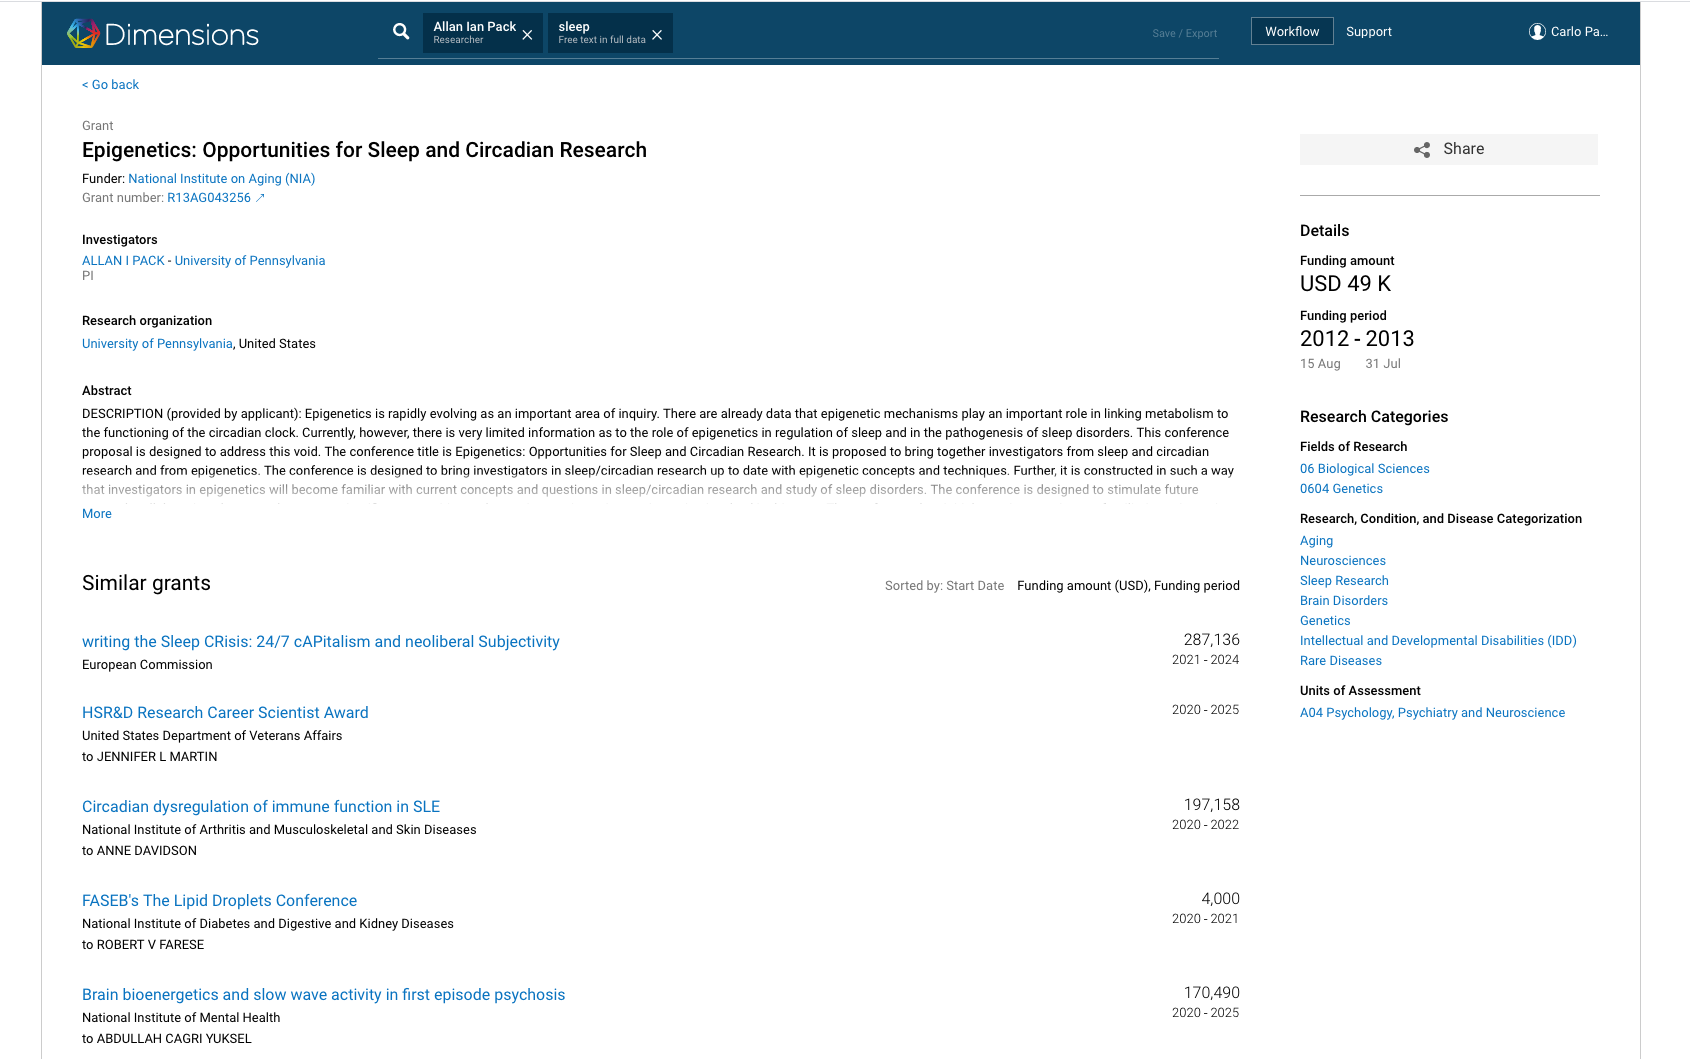 Dimensions
Allan Ian Pack
Researcher
sleep
Free text in full data
Save / Export
Workflow
Support
Carlo Pa...
< Go back
Grant
Epigenetics: Opportunities for Sleep and Circadian Research
Funder: National Institute on Aging (NIA)
Grant number: R13AG043256 ↗
Investigators
ALLAN I PACK - University of Pennsylvania
PI
Research organization
University of Pennsylvania, United States
Abstract
DESCRIPTION (provided by applicant): Epigenetics is rapidly evolving as an important area of inquiry. There are already data that epigenetic mechanisms play an important role in linking metabolism to
the functioning of the circadian clock. Currently, however, there is very limited information as to the role of epigenetics in regulation of sleep and in the pathogenesis of sleep disorders. This conference
proposal is designed to address this void. The conference title is Epigenetics: Opportunities for Sleep and Circadian Research. It is proposed to bring together investigators from sleep and circadian
research and from epigenetics. The conference is designed to bring investigators in sleep/circadian research up to date with epigenetic concepts and techniques. Further, it is constructed in such a way
that investigators in epigenetics will become familiar with current concepts and questions in sleep/circadian research and study of sleep disorders. The conference is designed to stimulate future
More
Similar grants
Sorted by: Start Date
Funding amount (USD), Funding period
writing the Sleep CRisis: 24/7 cAPitalism and neoliberal Subjectivity
287,136
European Commission
2021 - 2024
HSR&D Research Career Scientist Award
2020 - 2025
United States Department of Veterans Affairs
to JENNIFER L MARTIN
Circadian dysregulation of immune function in SLE
197,158
National Institute of Arthritis and Musculoskeletal and Skin Diseases
2020 - 2022
to ANNE DAVIDSON
FASEB's The Lipid Droplets Conference
4,000
National Institute of Diabetes and Digestive and Kidney Diseases
2020 - 2021
to ROBERT V FARESE
Brain bioenergetics and slow wave activity in first episode psychosis
170,490
National Institute of Mental Health
2020 - 2025
to ABDULLAH CAGRI YUKSEL
Share
Details
Funding amount
USD 49 K
Funding period
2012 - 2013
15 Aug 31 Jul
Research Categories
Fields of Research
06 Biological Sciences
0604 Genetics
Research, Condition, and Disease Categorization
Aging
Neurosciences
Sleep Research
Brain Disorders
Genetics
Intellectual and Developmental Disabilities (IDD)
Rare Diseases
Units of Assessment
A04 Psychology, Psychiatry and Neuroscience